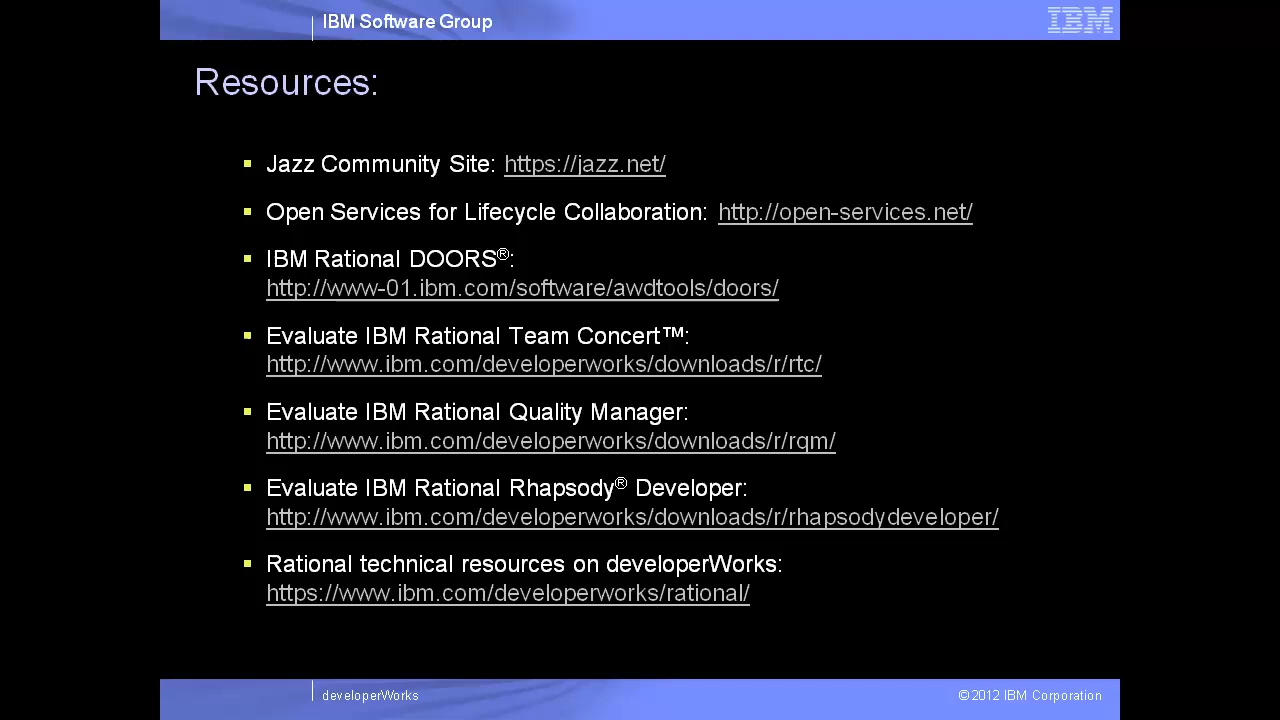 IBM Software Group
IBM
Resources:
Jazz Community Site: https://jazz.net/
Open Services for Lifecycle Collaboration: http://open-services.net/
IBM Rational DOORS®:
http://www-01.ibm.com/software/awdtools/doors/
Evaluate IBM Rational Team Concert™:
http://www.ibm.com/developerworks/downloads/r/rtc/
Evaluate IBM Rational Quality Manager:
http://www.ibm.com/developerworks/downloads/r/rqm/
Evaluate IBM Rational Rhapsody® Developer:
http://www.ibm.com/developerworks/downloads/r/rhapsodydeveloper/
Rational technical resources on developerWorks:
https://www.ibm.com/developerworks/rational/
developerWorks
©2012 IBM Corporation